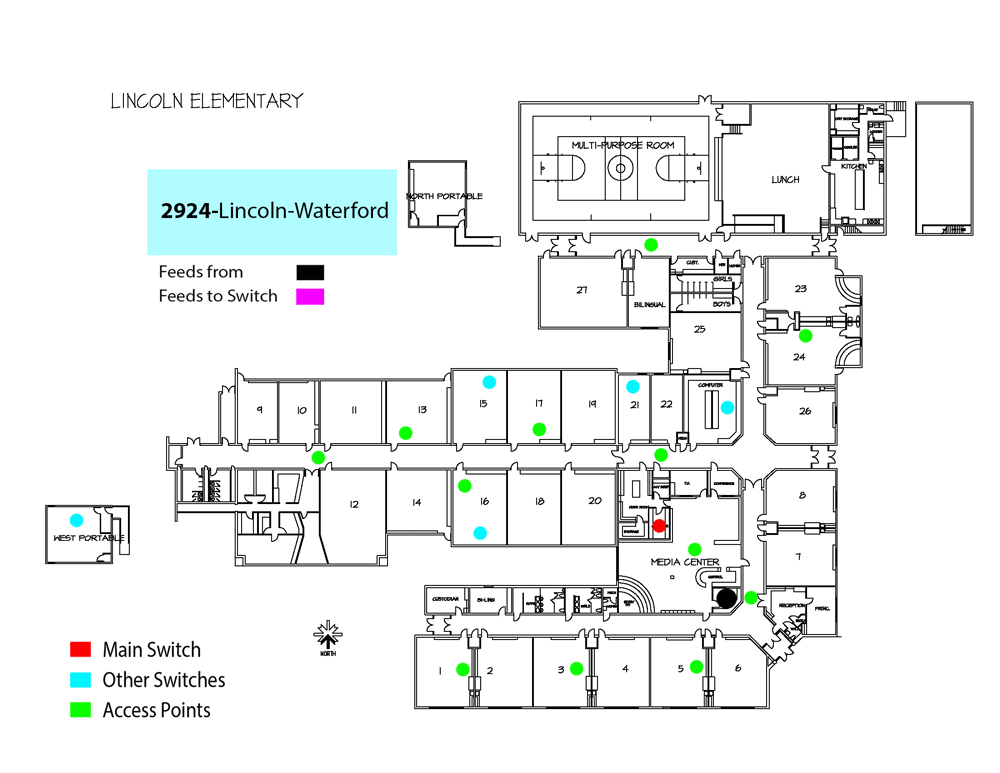 LINCOLN ELEMENTARY
2924-Lincoln-Waterford
Feeds from
Feeds to Switch
NORTH PORTABLE
MULTI-PURPOSE ROOM
LUNCH
KITCHEN
27
BILINGUAL
CUST.
GIRLS
BOYS
25
23
24
26
9
10
11
13
15
17
19
21
22
COMPUTER
12
14
16
18
20
T.V.
CONFERENCE
STORAGE
8
7
WEST PORTABLE
MEDIA CENTER
CONTROL
CUSTODIAN
BI-LING
BOYS
GIRLS
RECEPTION
PRINC.
NORTH
1
2
3
4
5
6
Main Switch
Other Switches
Access Points